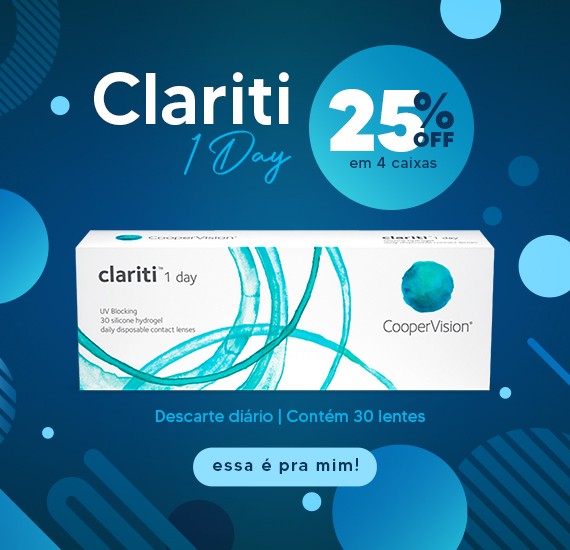 Clariti
1 Day
25%
OFF
em 4 caixas
CooperVision
clariti™ 1 day
clariti™ 1 day
UV Blocking
30 silicone hydrogel
daily disposable contact lenses
CooperVision®
Descarte diário | Contém 30 lentes
essa é pra mim!